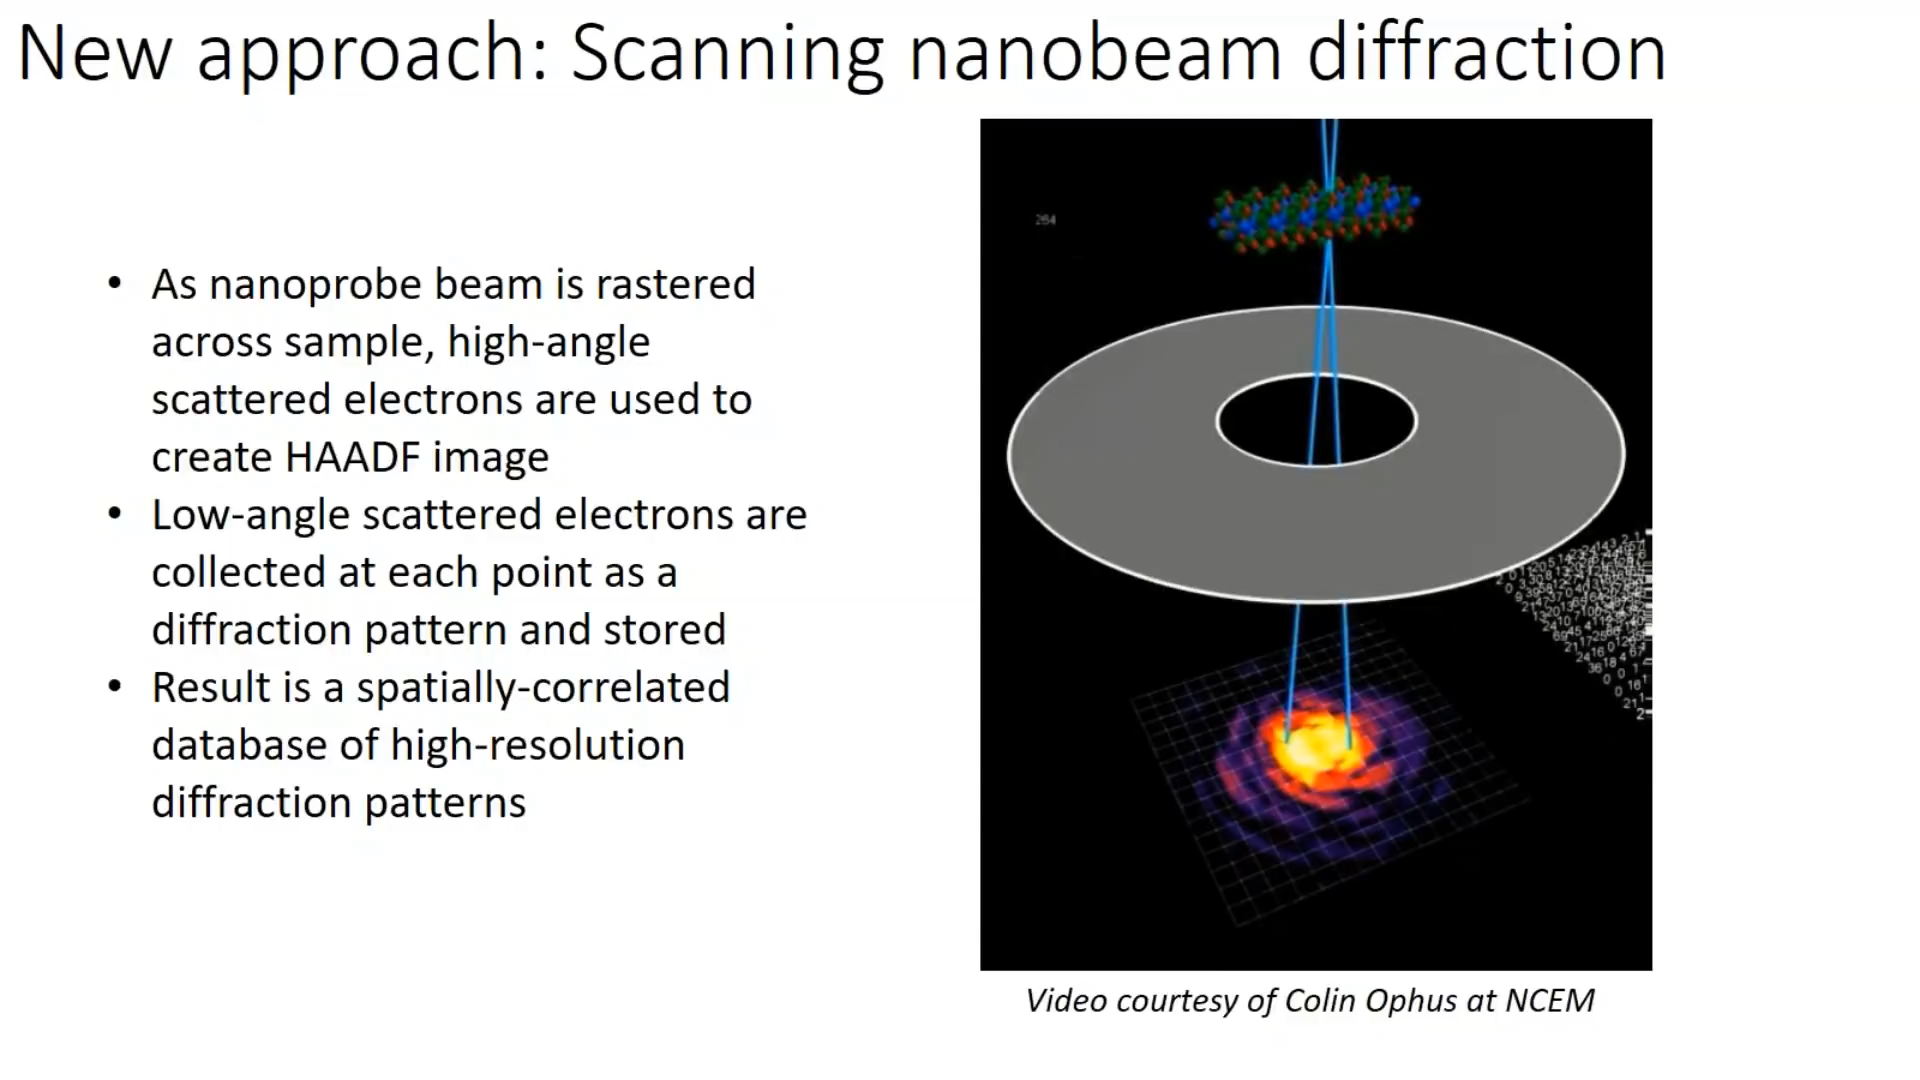 New approach: Scanning nanobeam diffraction
• As nanoprobe beam is rastered
across sample, high-angle
scattered electrons are used to
create HAADF image
• Low-angle scattered electrons are
collected at each point as a
diffraction pattern and stored
• Result is a spatially-correlated
database of high-resolution
diffraction patterns
264
Video courtesy of Colin Ophus at NCEM